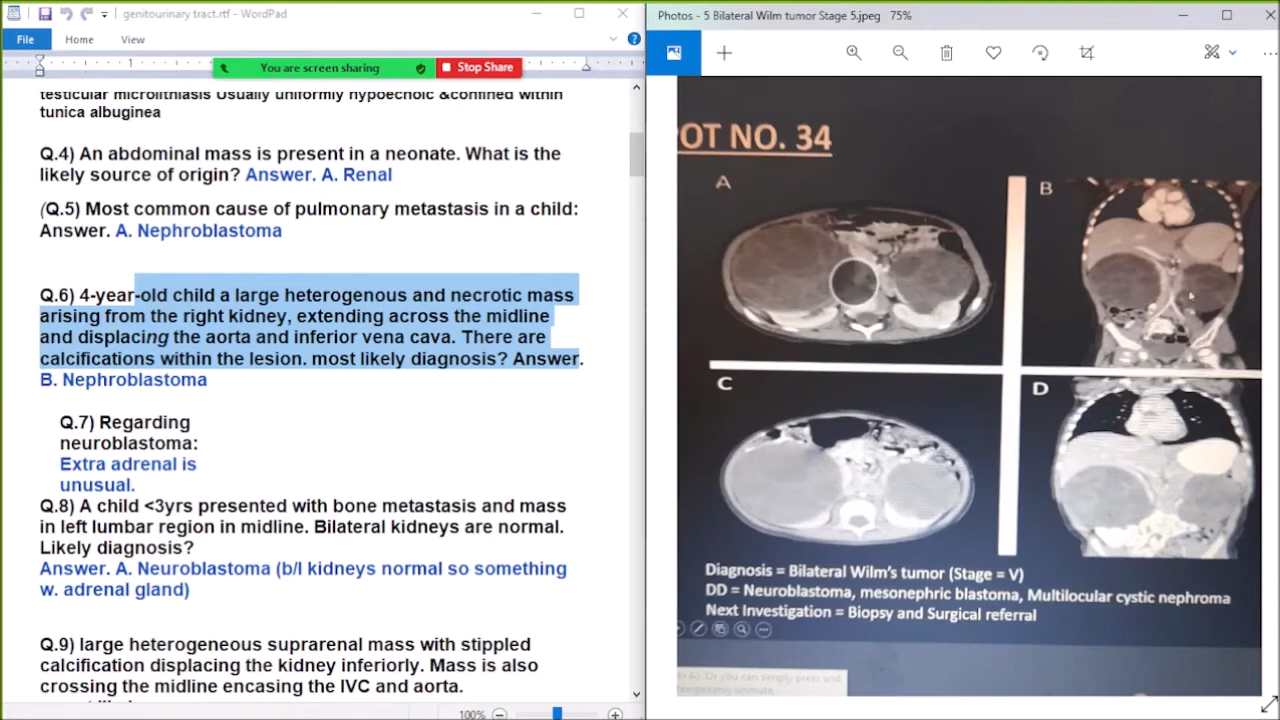 genitourinary tract.rtf - WordPad
File
Home
View
You are screen sharing
Stop Share
testicular microlithiasis Usually uniformly hypoechoic &confined within
tunica albuginea
Q.4) An abdominal mass is present in a neonate. What is the
likely source of origin? Answer. A. Renal
(Q.5) Most common cause of pulmonary metastasis in a child:
Answer. A. Nephroblastoma
Q.6) 4-year-old child a large heterogenous and necrotic mass
arising from the right kidney, extending across the midline
and displacing the aorta and inferior vena cava. There are
calcifications within the lesion. most likely diagnosis? Answer.
B. Nephroblastoma
Q.7) Regarding
neuroblastoma:
Extra adrenal is
unusual.
Q.8) A child <3yrs presented with bone metastasis and mass
in left lumbar region in midline. Bilateral kidneys are normal.
Likely diagnosis?
Answer. A. Neuroblastoma (b/l kidneys normal so something
w. adrenal gland)
Q.9) large heterogeneous suprarenal mass with stippled
calcification displacing the kidney inferiorly. Mass is also
crossing the midline encasing the IVC and aorta.
100%
Photos - 5 Bilateral Wilm tumor Stage 5.jpeg 75%
OT NO. 34
A
B
C
D
Diagnosis = Bilateral Wilm's tumor (Stage = V)
DD = Neuroblastoma, mesonephric blastoma, Multilocular cystic nephroma
Next Investigation = Biopsy and Surgical referral
Or you can simply press and
temporarily unmute.